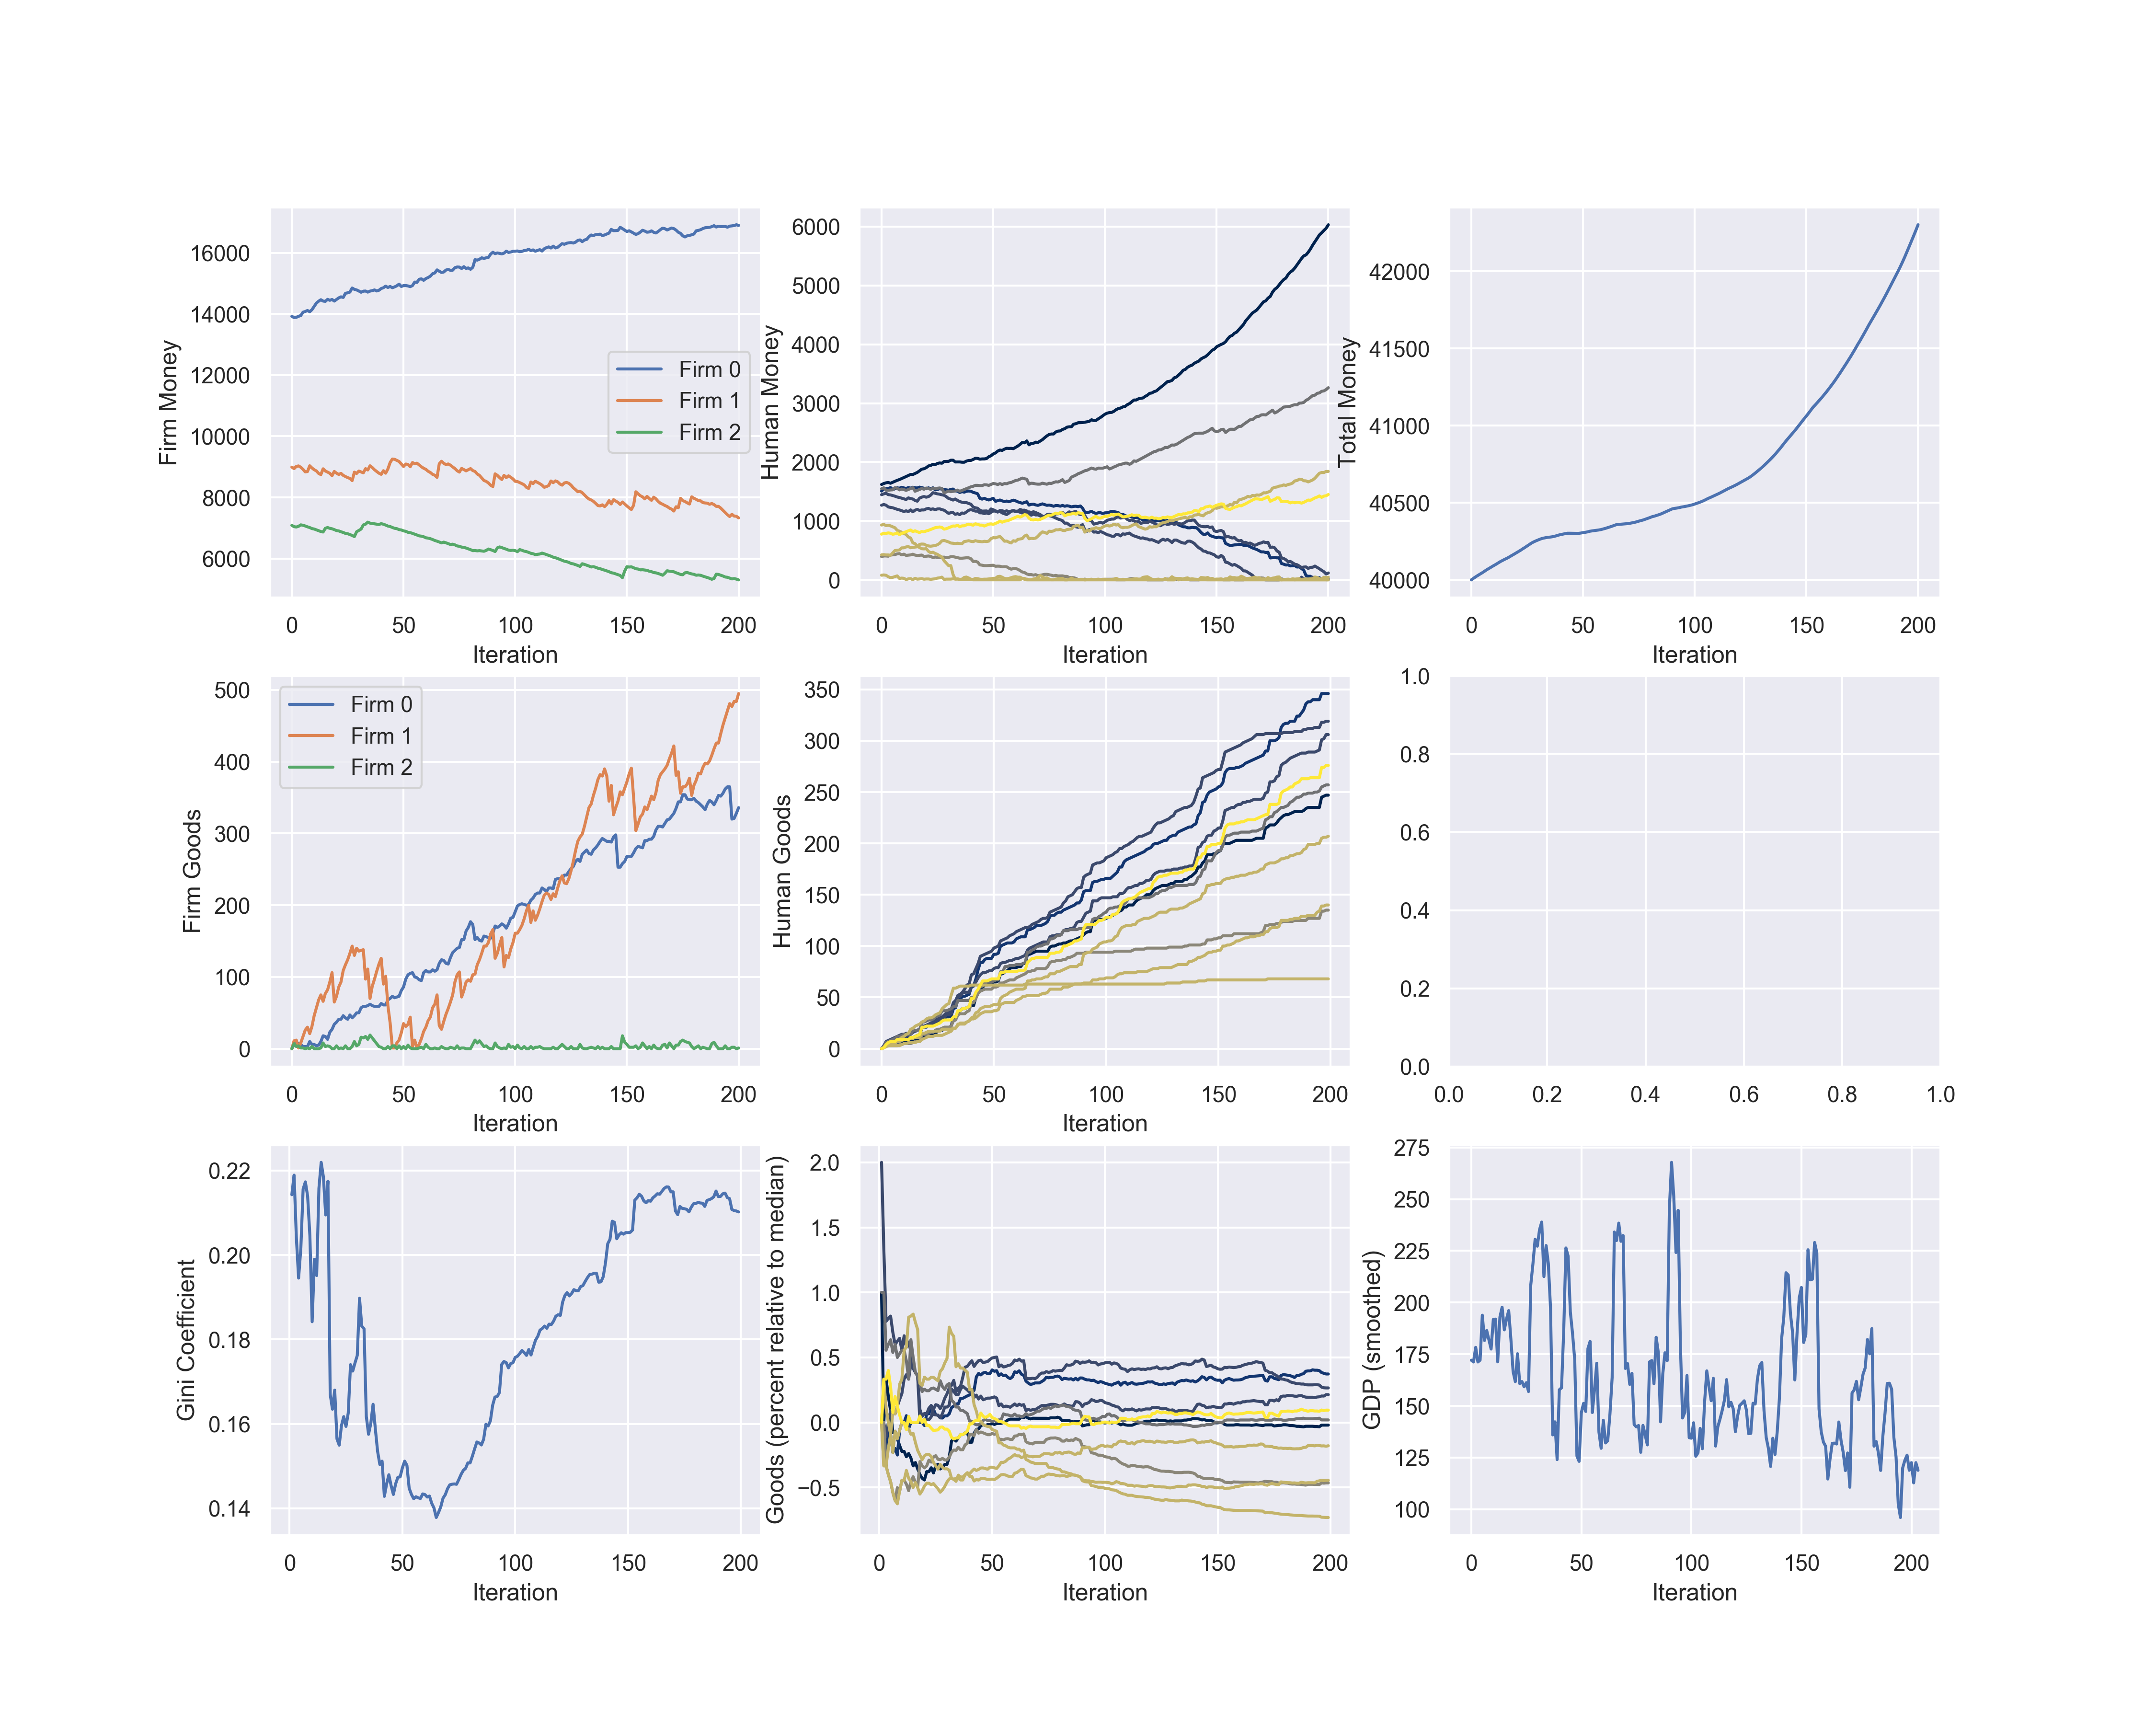 Firm Money
16000
14000
12000
10000
8000
6000
Firm 0
Firm 1
Firm 2
0 50 100 150 200
Iteration
Human Money
6000
5000
4000
3000
2000
1000
0
0 50 100 150 200
Iteration
Total Money
42000
41500
41000
40500
40000
0 50 100 150 200
Iteration
Firm Goods
500
400
300
200
100
0
Firm 0
Firm 1
Firm 2
0 50 100 150 200
Iteration
Human Goods
350
300
250
200
150
100
50
0
0 50 100 150 200
Iteration
1.0
0.8
0.6
0.4
0.2
0.0
0.0 0.2 0.4 0.6 0.8 1.0
Gini Coefficient
0.22
0.20
0.18
0.16
0.14
0 50 100 150 200
Iteration
Goods (percent relative to median)
2.0
1.5
1.0
0.5
0.0
−0.5
0 50 100 150 200
Iteration
GDP (smoothed)
275
250
225
200
175
150
125
100
0 50 100 150 200
Iteration